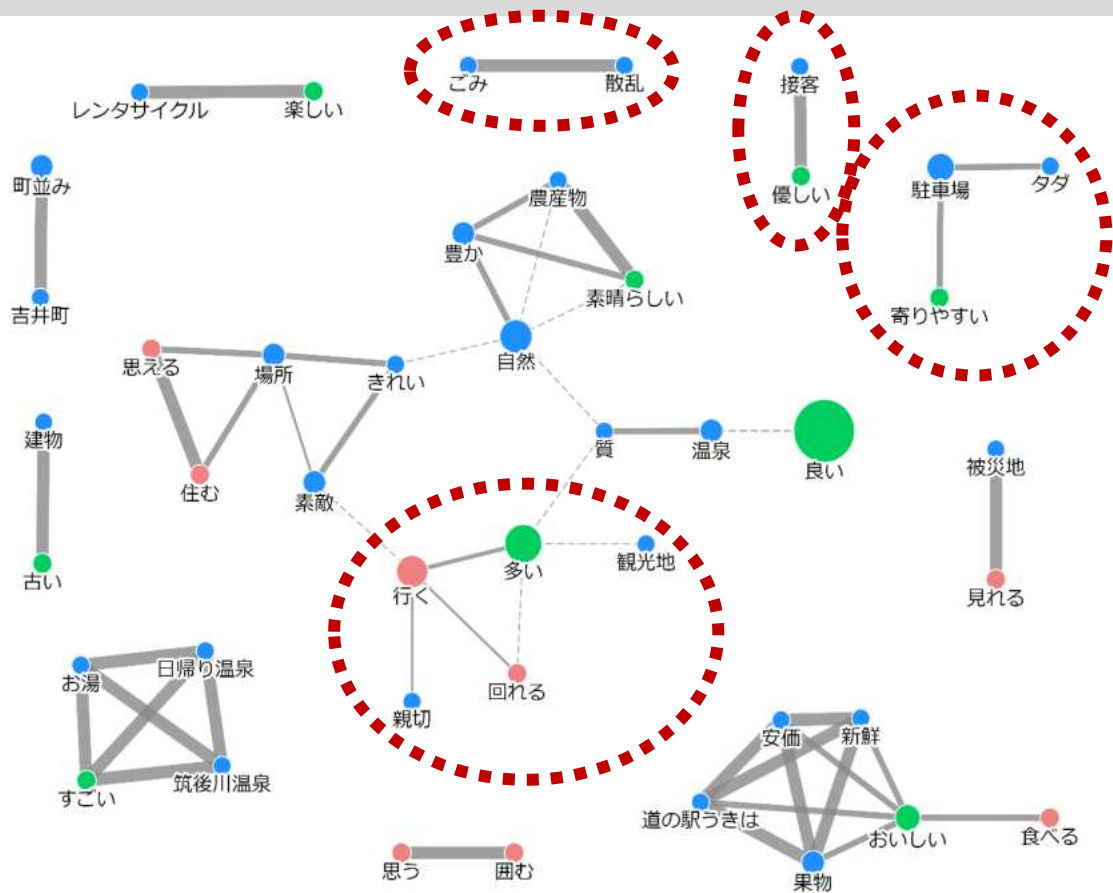 ごみ
散乱
接客
レンタサイクル
楽しい
町並み
農産物
優しい
駐車場
タダ
豊か
素晴らしい
吉井町
寄りやすい
思える
場所
きれい
自然
建物
質
温泉
良い
被災地
住む
素敵
古い
行く
多い
観光地
見れる
お湯
日帰り温泉
回れる
親切
すごい
筑後川温泉
安価
新鮮
道の駅うきは
おいしい
食べる
思う
囲む
果物